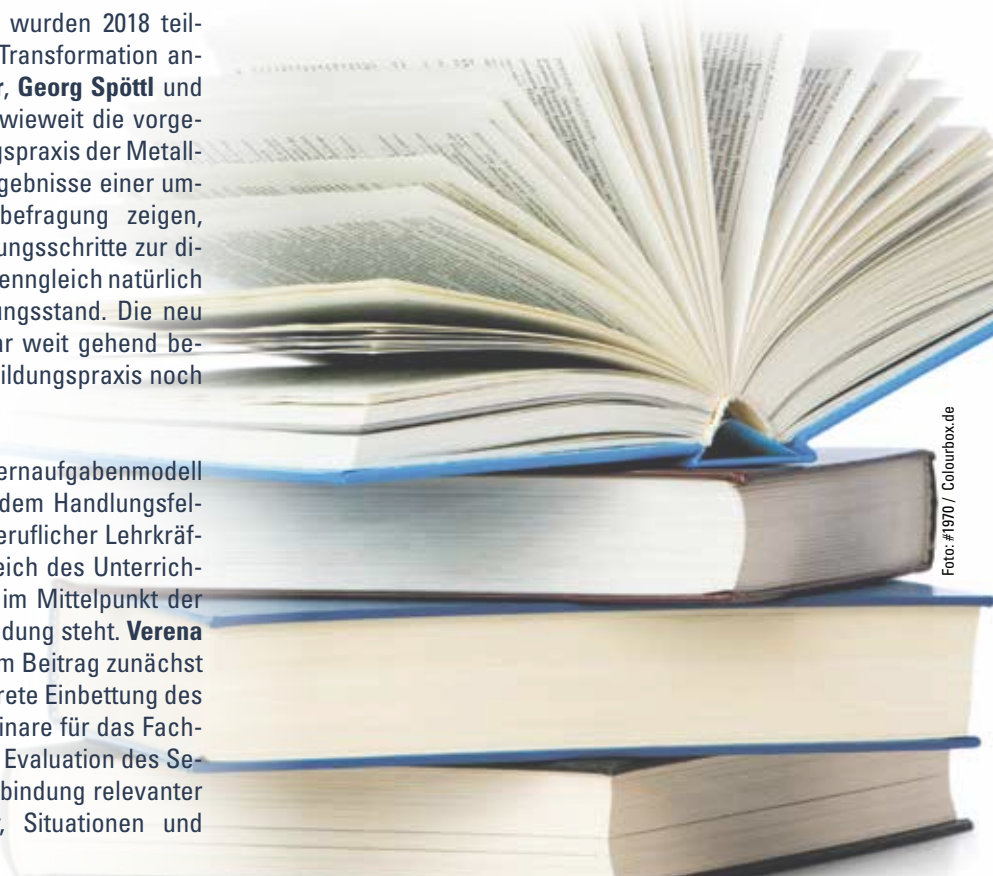 wurden 2018 teil-
Transformation an-
r, Georg Spöttl und
wieweit die vorge-
gspraxis der Metall-
gebnisse einer um-
befragung zeigen,
ungsschritte zur di-
enngleich natürlich
ungsstand. Die neu
ar weit gehend be-
ildungspraxis noch
ernaufgabenmodell
dem Handlungsfel-
eruflicher Lehrkräf-
eich des Unterrich-
im Mittelpunkt der
dung steht. Verena
m Beitrag zunächst
rete Einbettung des
inare für das Fach-
Evaluation des Se-
bindung relevanter
, Situationen und
Foto: #1970 / Colourbox.de